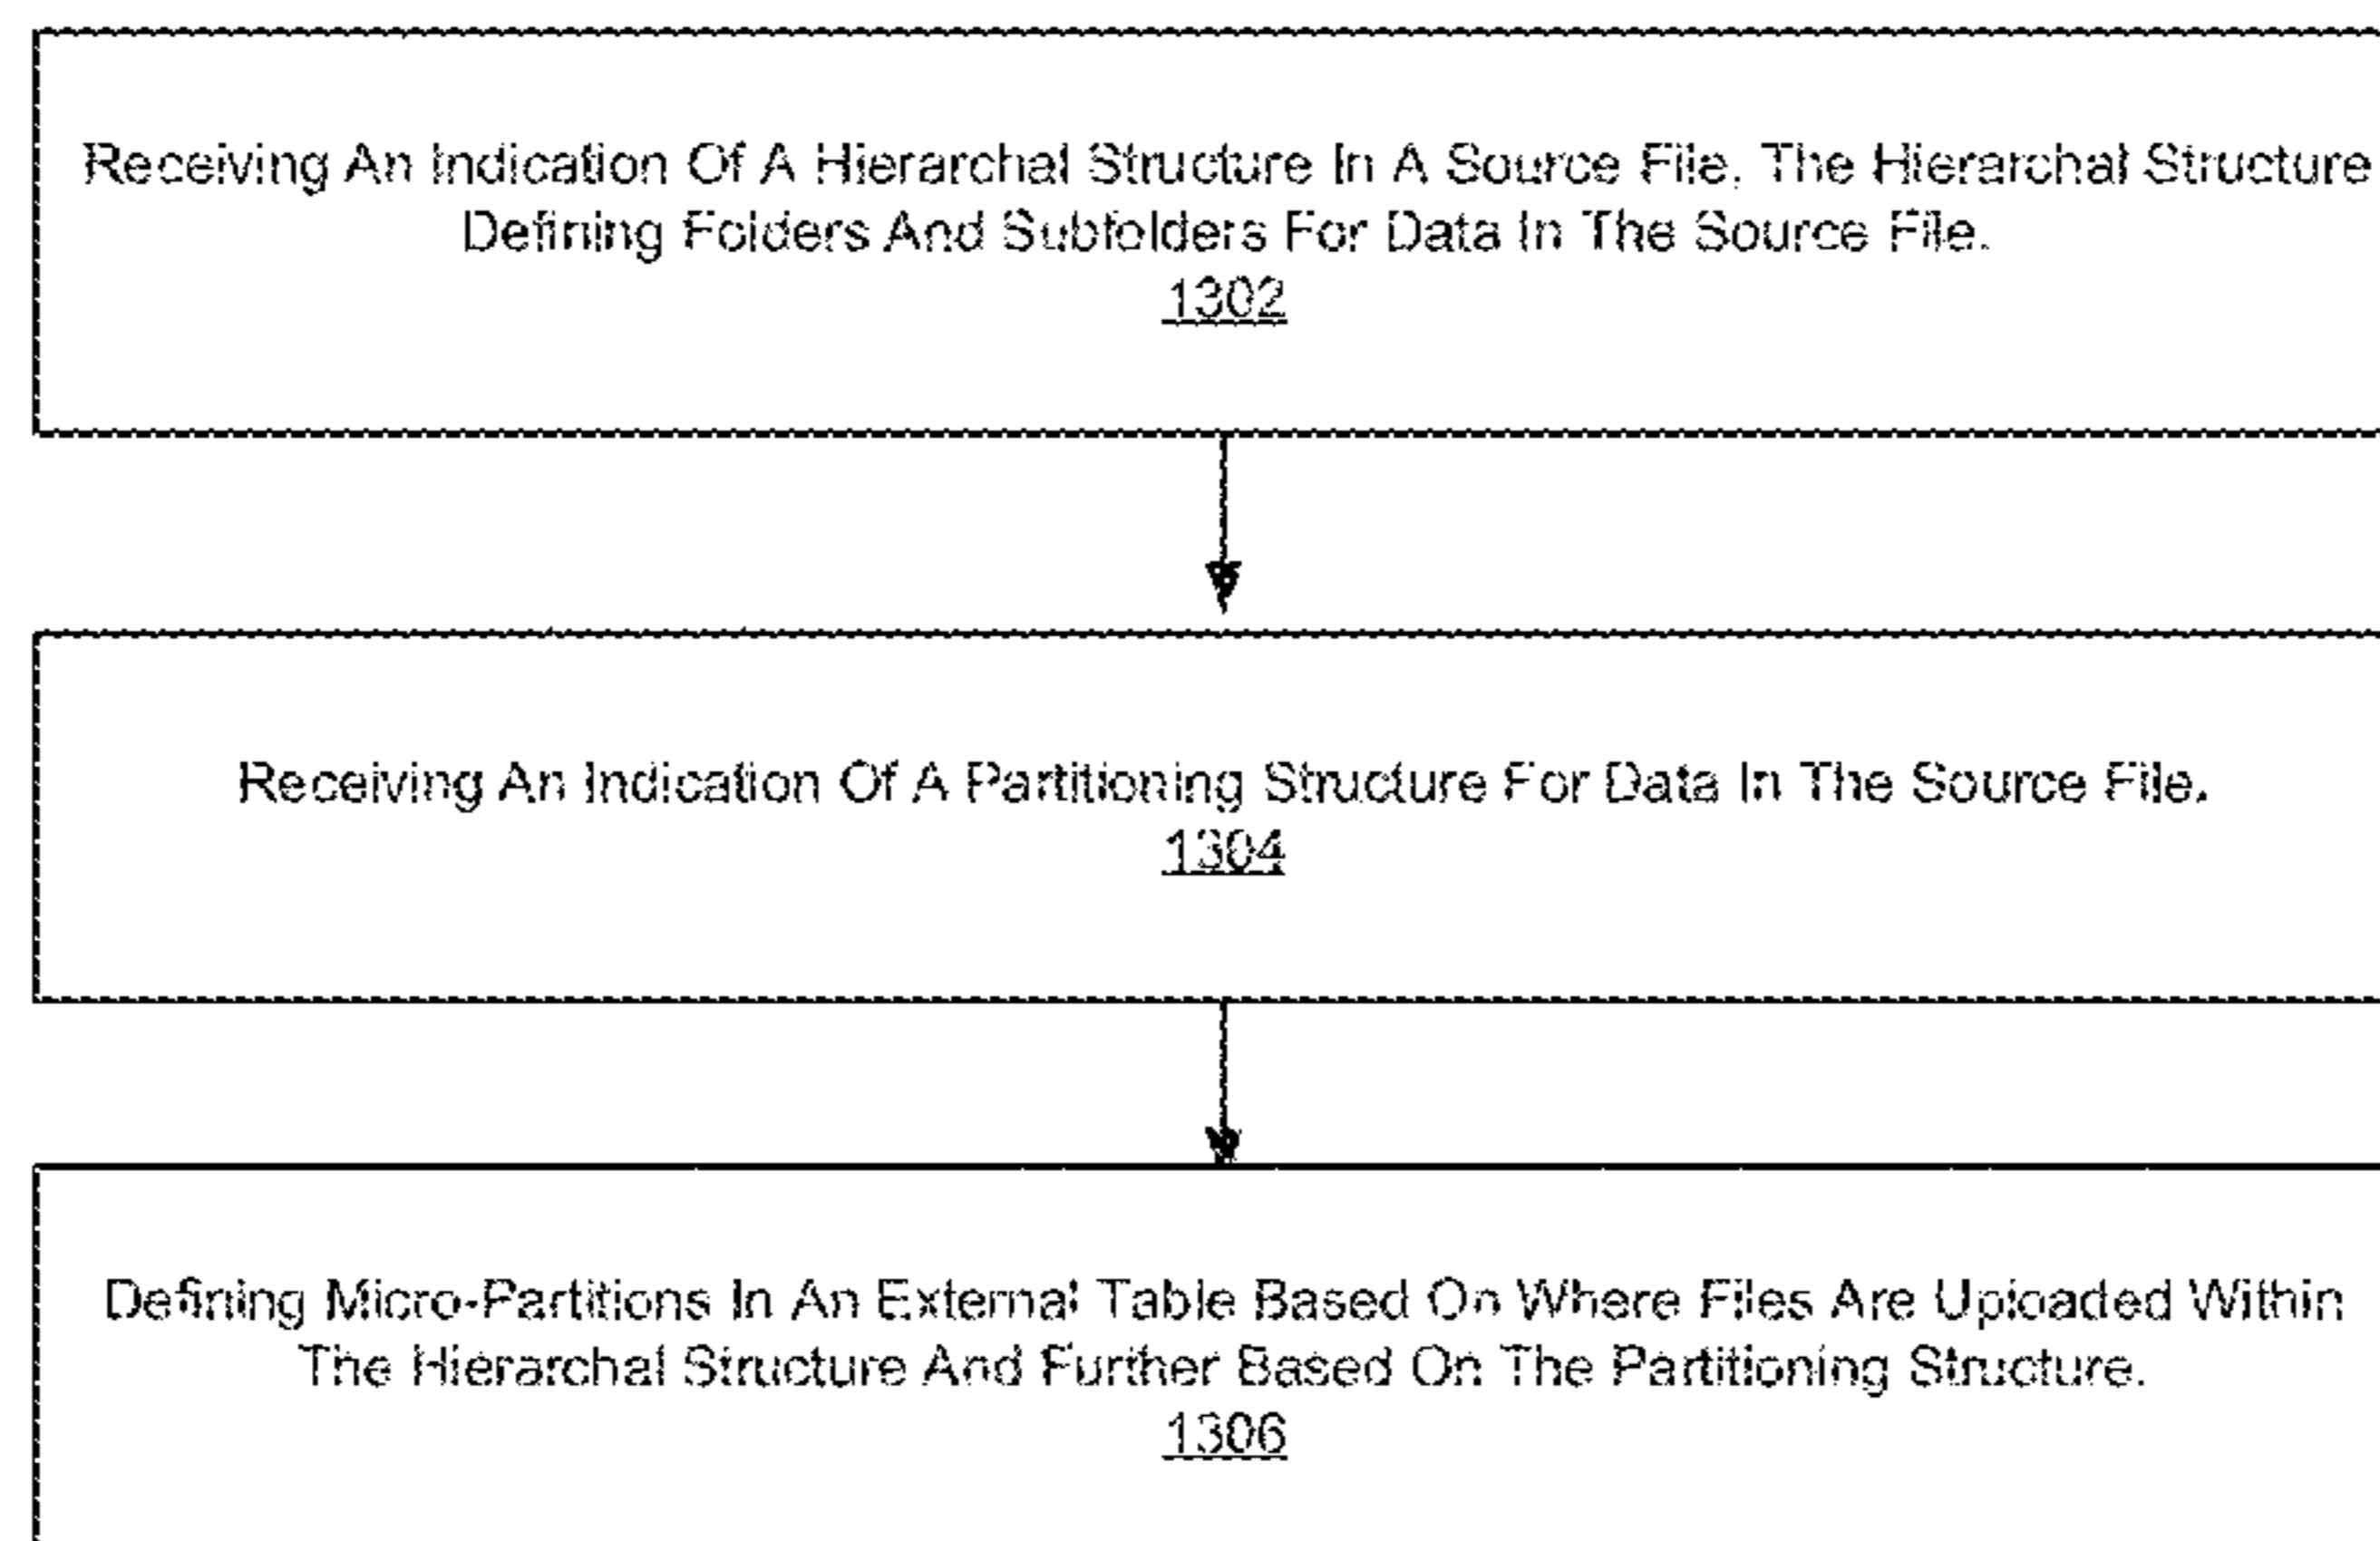 Receiving An Indication Of A Hierarchal Structure In A Source File, The Hierarchal Structure
Defining Folders And Subfolders For Data In The Source File.
1302
Receiving An Indication Of A Partitioning Structure For Data In The Source File.
1304
Defining Micro-Partitions In An External Table Based On Where Files Are Uploaded Within
The Hierarchal Structure And Further Based On The Partitioning Structure.
1306